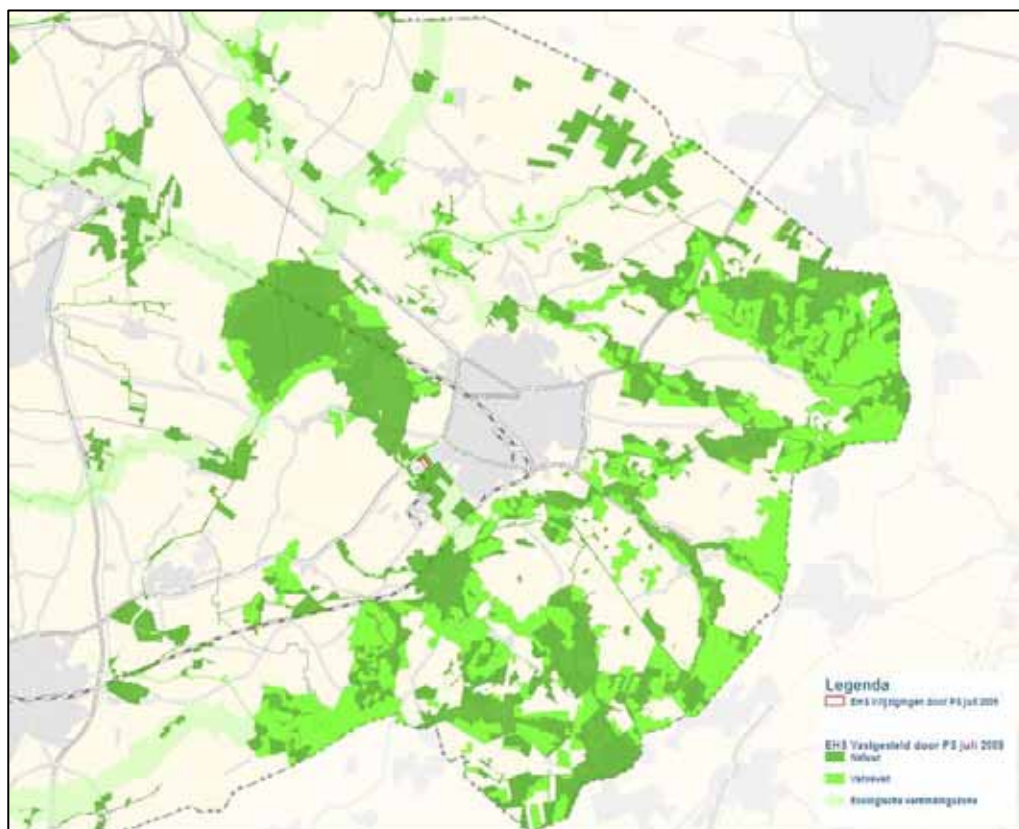 Legenda
EHS Wijzigingen door PS juli 2009
EHS Vastgesteld door PS juli 2009
Natuur
Verweven
Ecologische verbindingszone